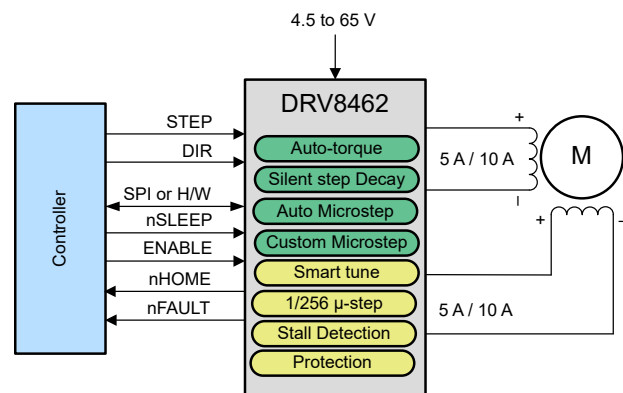 4.5 to 65 V
DRV8462
Controller
STEP
DIR
SPI or H/W
nSLEEP
ENABLE
nHOME
nFAULT
Auto-torque
Silent step Decay
Auto Microstep
Custom Microstep
Smart tune
1/256 µ-step
Stall Detection
Protection
+
5 A / 10 A
–
M
+
–
5 A / 10 A